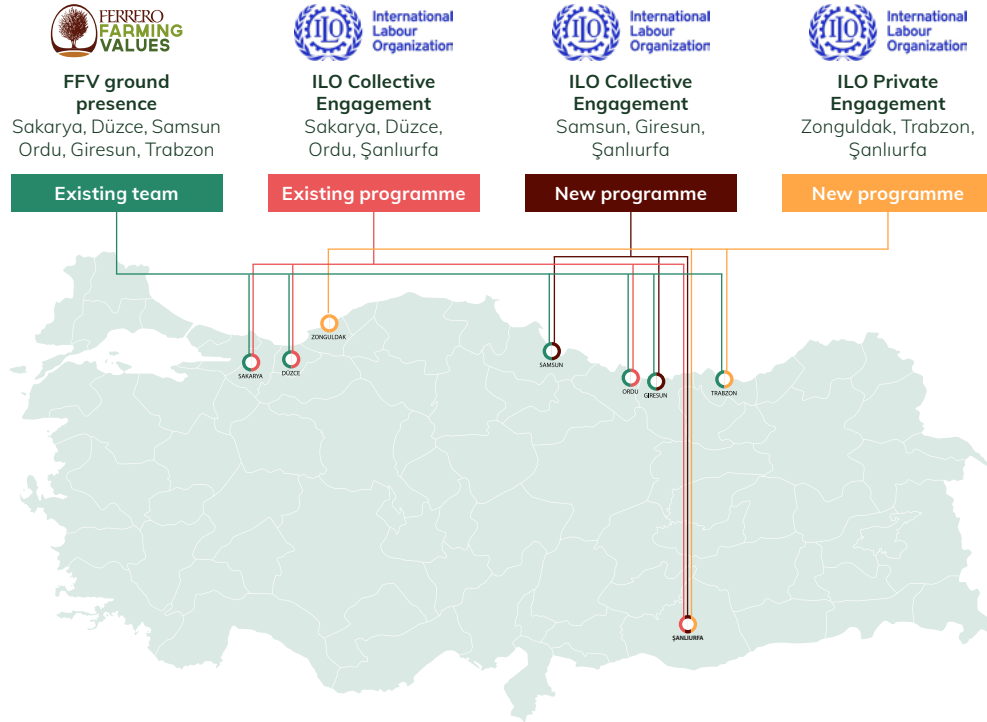 FERRERO
FARMING
VALUES
FFV ground
presence
Sakarya, Düzce, Samsun
Ordu, Giresun, Trabzon
Existing team
International
Labour
Organization
ILO Collective
Engagement
Sakarya, Düzce,
Ordu, Şanlıurfa
Existing programme
International
Labour
Organization
ILO Collective
Engagement
Samsun, Giresun,
Şanlıurfa
New programme
International
Labour
Organization
ILO Private
Engagement
Zonguldak, Trabzon,
Şanlıurfa
New programme
ZONGULDAK
SAKARYA
DÜZCE
SAMSUN
ORDU
GİRESUN
TRABZON
ŞANLIURFA